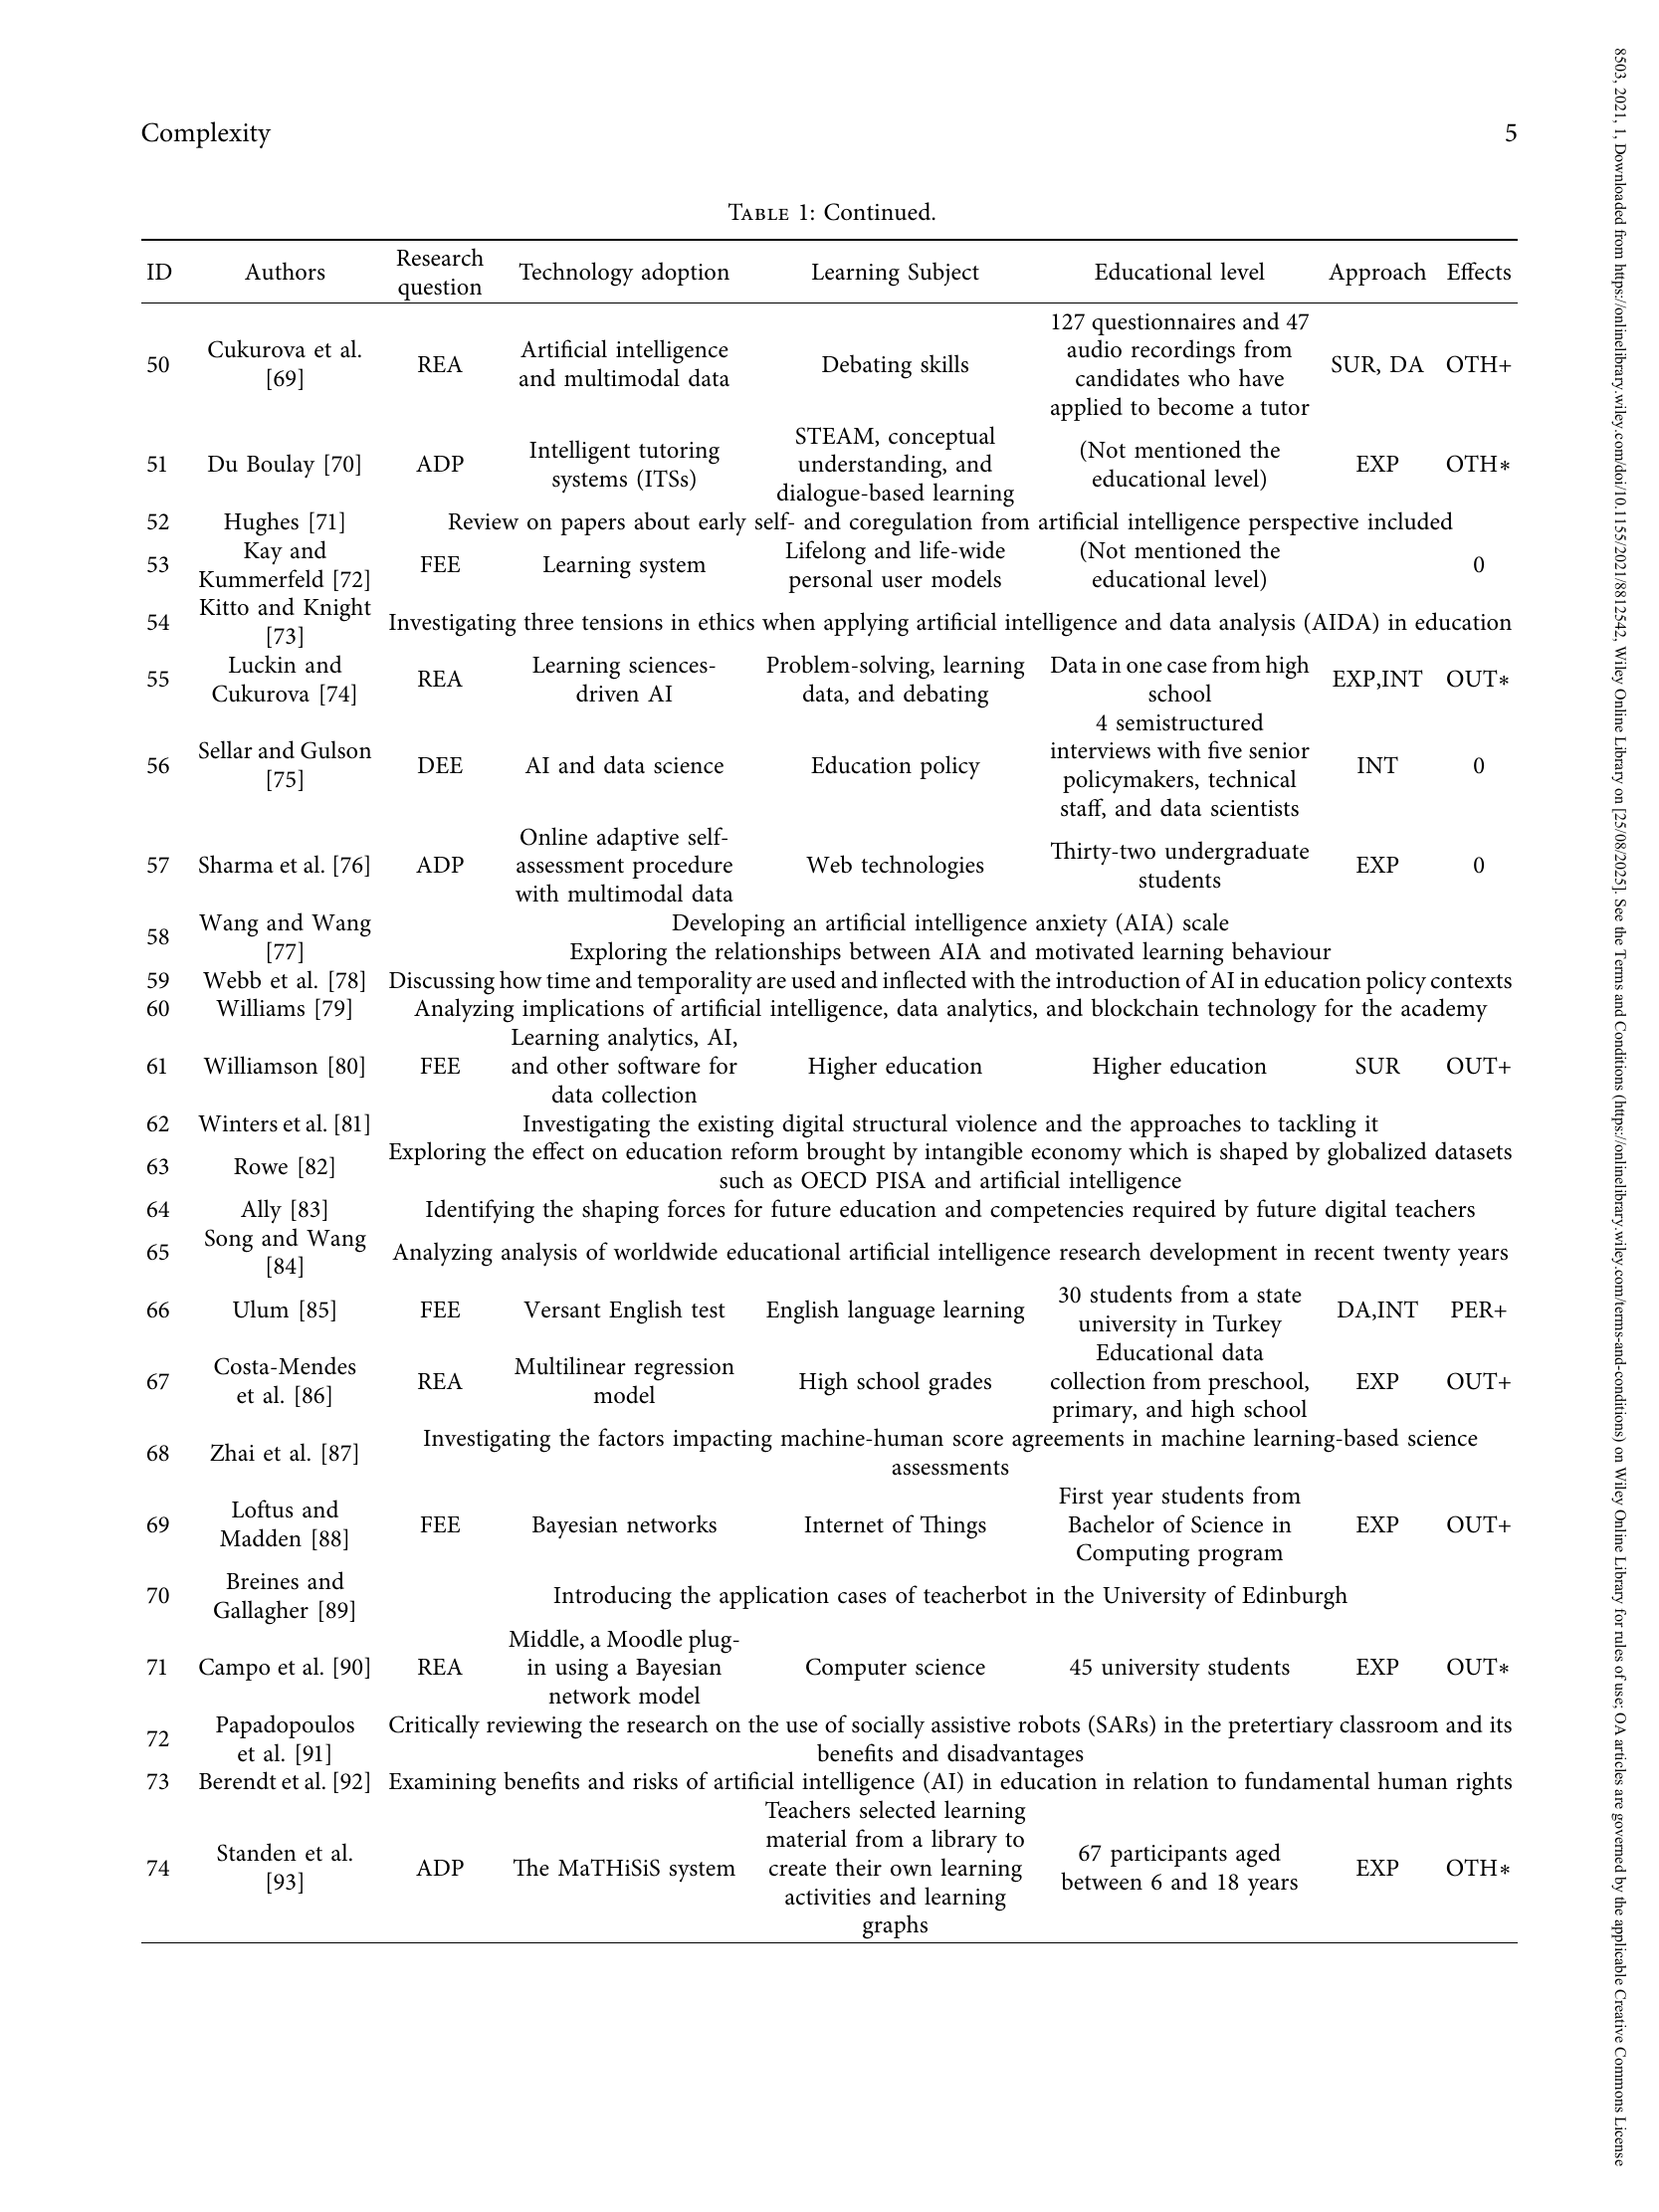 Complexity
5
TABLE 1: Continued.
ID Authors Research question Technology adoption Learning Subject Educational level Approach Effects
50 Cukurova et al. [69] REA Artificial intelligence and multimodal data Debating skills 127 questionnaires and 47 audio recordings from candidates who have applied to become a tutor SUR, DA OTH+
51 Du Boulay [70] ADP Intelligent tutoring systems (ITSs) STEAM, conceptual understanding, and dialogue-based learning (Not mentioned the educational level) EXP OTH∗
52 Hughes [71] Review on papers about early self- and coregulation from artificial intelligence perspective included
53 Kay and Kummerfeld [72] FEE Learning system Lifelong and life-wide personal user models (Not mentioned the educational level) 0
54 Kitto and Knight [73] Investigating three tensions in ethics when applying artificial intelligence and data analysis (AIDA) in education
55 Luckin and Cukurova [74] REA Learning sciences-driven AI Problem-solving, learning data, and debating Data in one case from high school EXP,INT OUT∗
56 Sellar and Gulson [75] DEE AI and data science Education policy 4 semistructured interviews with five senior policymakers, technical staff, and data scientists INT 0
57 Sharma et al. [76] ADP Online adaptive self-assessment procedure with multimodal data Web technologies Thirty-two undergraduate students EXP 0
58 Wang and Wang [77] Developing an artificial intelligence anxiety (AIA) scale
Exploring the relationships between AIA and motivated learning behaviour
59 Webb et al. [78] Discussing how time and temporality are used and inflected with the introduction of AI in education policy contexts
60 Williams [79] Analyzing implications of artificial intelligence, data analytics, and blockchain technology for the academy
61 Williamson [80] FEE Learning analytics, AI, and other software for data collection Higher education Higher education SUR OUT+
62 Winters et al. [81] Investigating the existing digital structural violence and the approaches to tackling it
63 Rowe [82] Exploring the effect on education reform brought by intangible economy which is shaped by globalized datasets such as OECD PISA and artificial intelligence
64 Ally [83] Identifying the shaping forces for future education and competencies required by future digital teachers
65 Song and Wang [84] Analyzing analysis of worldwide educational artificial intelligence research development in recent twenty years
66 Ulum [85] FEE Versant English test English language learning 30 students from a state university in Turkey DA,INT PER+
67 Costa-Mendes et al. [86] REA Multilinear regression model High school grades Educational data collection from preschool, primary, and high school EXP OUT+
68 Zhai et al. [87] Investigating the factors impacting machine-human score agreements in machine learning-based science assessments
69 Loftus and Madden [88] FEE Bayesian networks Internet of Things First year students from Bachelor of Science in Computing program EXP OUT+
70 Breines and Gallagher [89] Introducing the application cases of teacherbot in the University of Edinburgh
71 Campo et al. [90] REA Middle, a Moodle plug-in using a Bayesian network model Computer science 45 university students EXP OUT∗
72 Papadopoulos et al. [91] Critically reviewing the research on the use of socially assistive robots (SARs) in the pretertiary classroom and its benefits and disadvantages
73 Berendt et al. [92] Examining benefits and risks of artificial intelligence (AI) in education in relation to fundamental human rights
74 Standen et al. [93] ADP The MaTHiSiS system Teachers selected learning material from a library to create their own learning activities and learning graphs 67 participants aged between 6 and 18 years EXP OTH∗
8503, 2021, 1, Downloaded from https://onlinelibrary.wiley.com/doi/10.1155/2021/8812542, Wiley Online Library on [25/08/2025]. See the Terms and Conditions (https://onlinelibrary.wiley.com/terms-and-conditions) on Wiley Online Library for rules of use; OA articles are governed by the applicable Creative Commons License